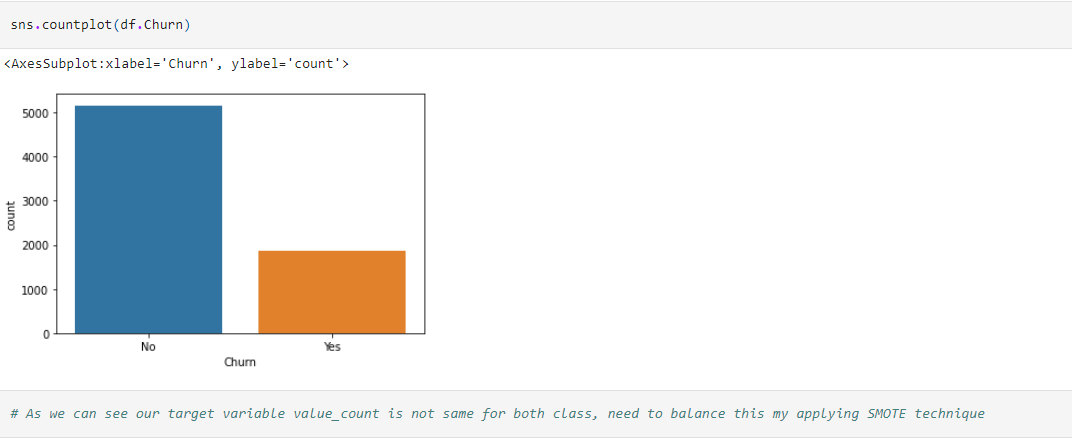 sns.countplot(df.Churn)
<AxesSubplot:xlabel='Churn', ylabel='count'>
5000
4000
3000
2000
1000
0
count
No Yes
Churn
# As we can see our target variable value_count is not same for both class, need to balance this my applying SMOTE technique